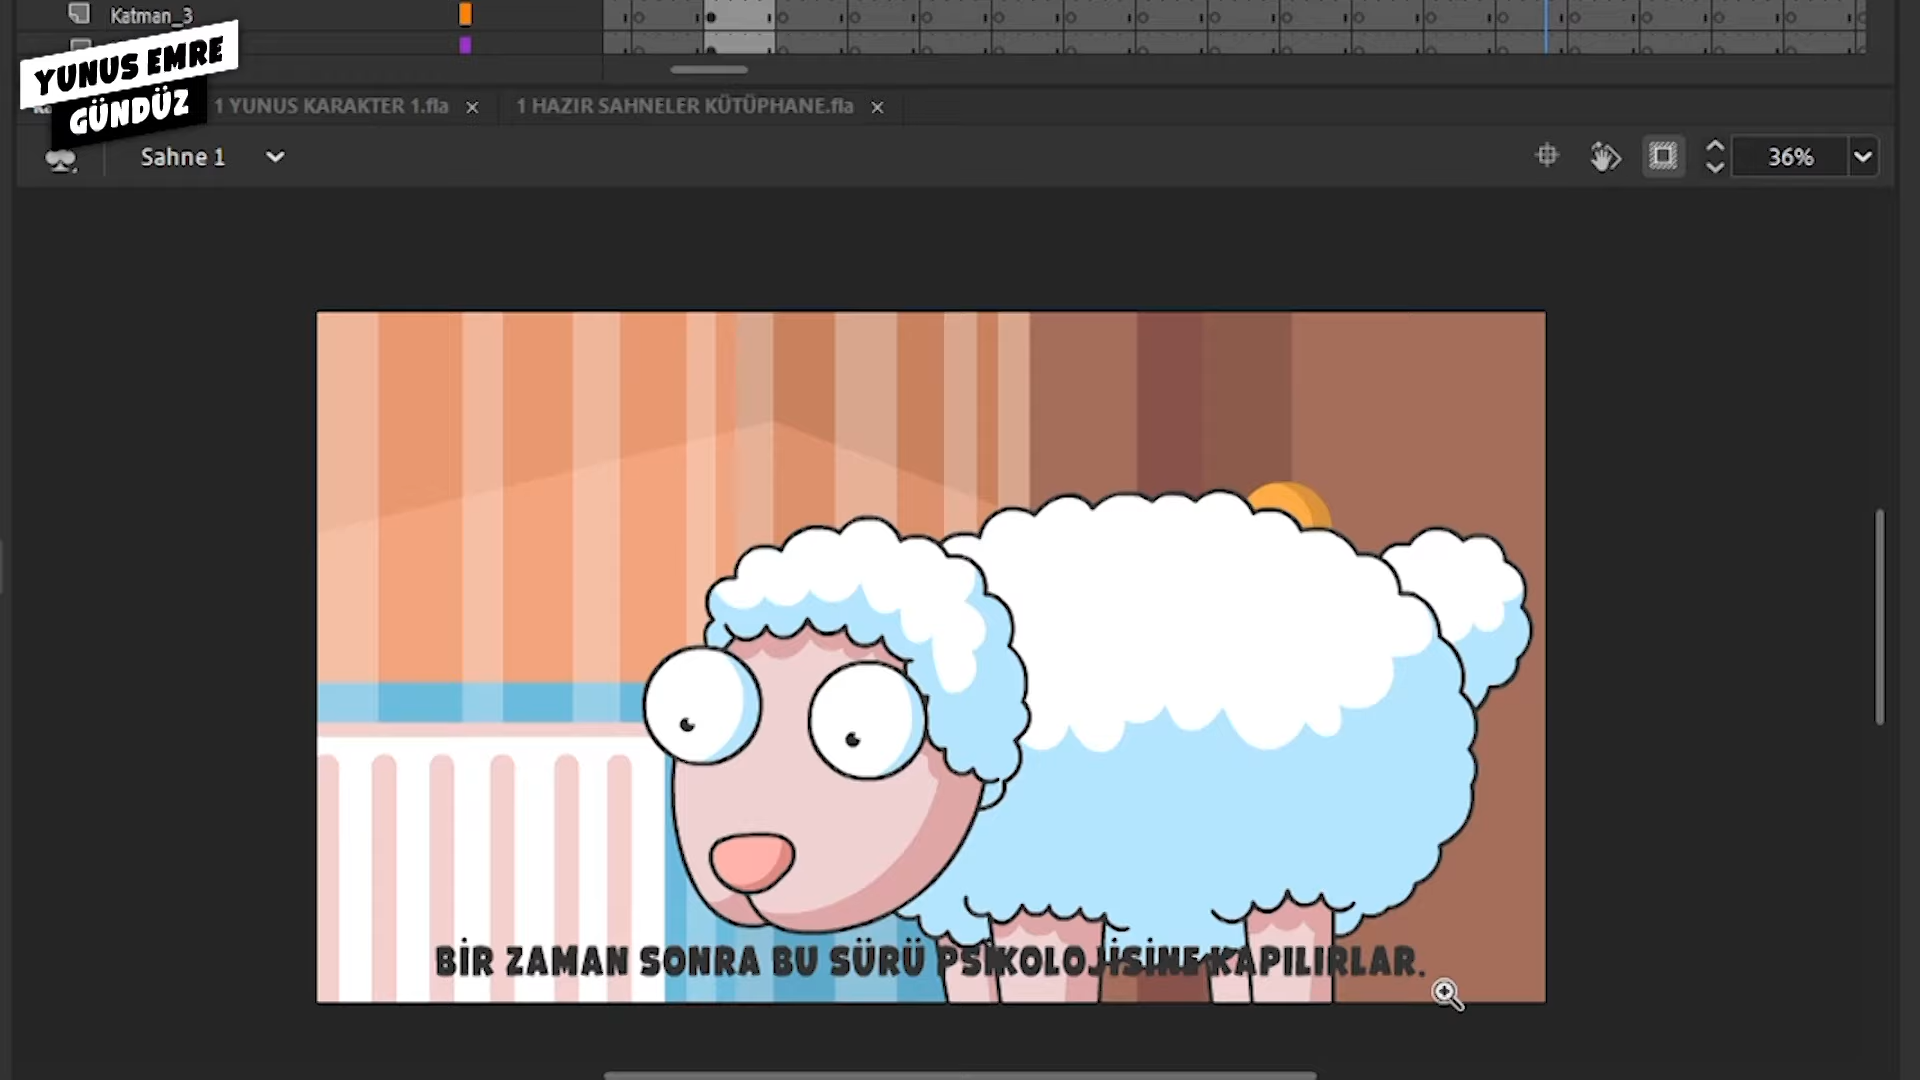 Katman_3
YUNUS EMRE
GÜNDÜZ
1 YUNUS KARAKTER 1.fla
1 HAZIR SAHNELER KÜTÜPHANE.fla
Sahne 1
36%
BİR ZAMAN SONRA BU SÜRÜ PSİKOLOJİSİNE KAPILIRLAR.